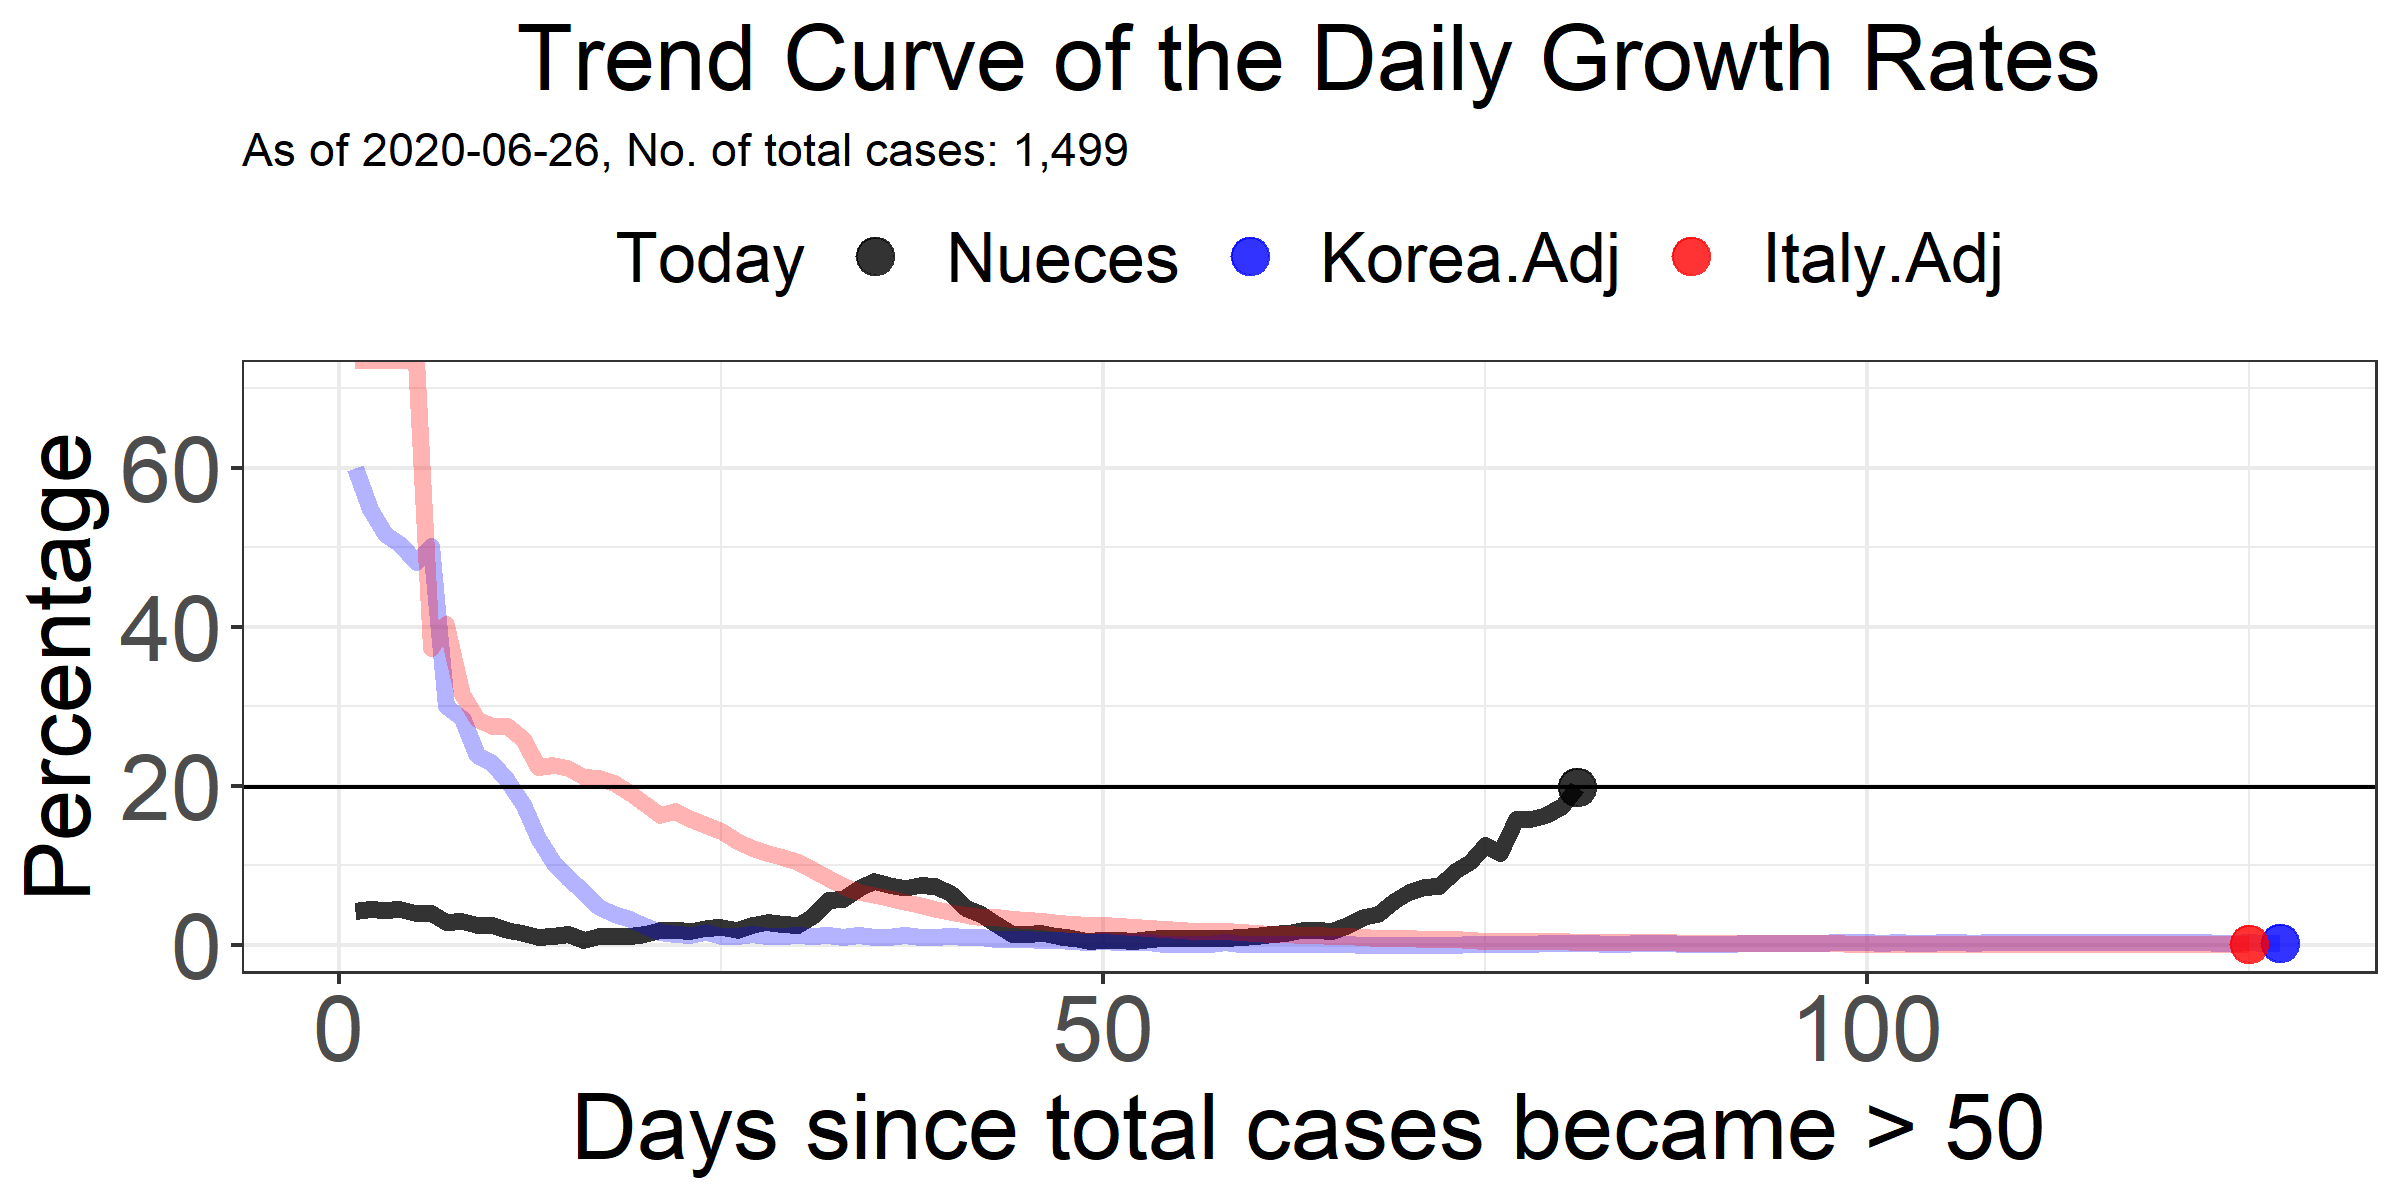 Trend Curve of the Daily Growth Rates
As of 2020-06-26, No. of total cases: 1,499
Today Nueces Korea.Adj Italy.Adj
Percentage
60
40
20
0
0 50 100
Days since total cases became > 50